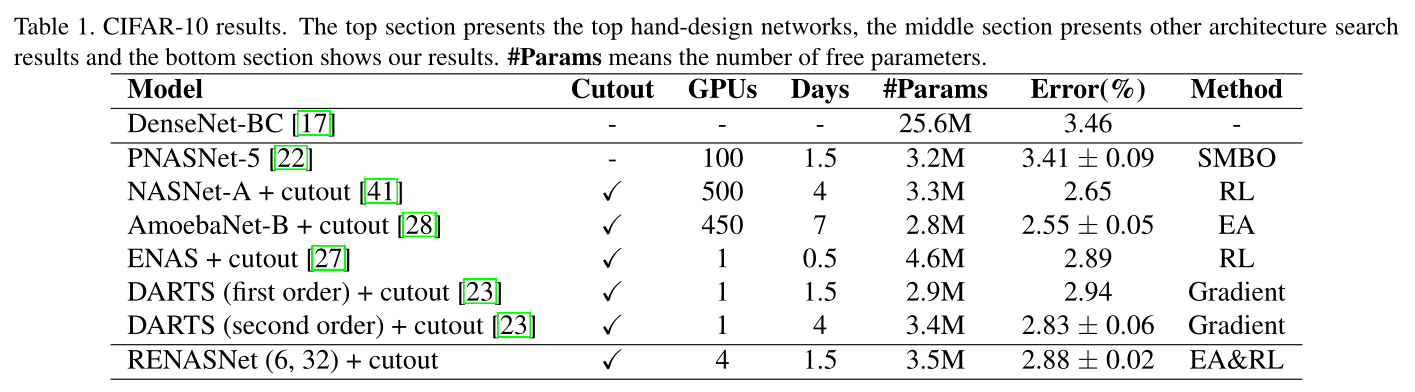 Table 1. CIFAR-10 results. The top section presents the top hand-design networks, the middle section presents other architecture search
results and the bottom section shows our results. #Params means the number of free parameters.
Model Cutout GPUs Days #Params Error(%) Method
DenseNet-BC [17] - - - 25.6M 3.46 -
PNASNet-5 [22] - 100 1.5 3.2M 3.41 ± 0.09 SMBO
NASNet-A + cutout [41] ✓ 500 4 3.3M 2.65 RL
AmoebaNet-B + cutout [28] ✓ 450 7 2.8M 2.55 ± 0.05 EA
ENAS + cutout [27] ✓ 1 0.5 4.6M 2.89 RL
DARTS (first order) + cutout [23] ✓ 1 1.5 2.9M 2.94 Gradient
DARTS (second order) + cutout [23] ✓ 1 4 3.4M 2.83 ± 0.06 Gradient
RENASNet (6, 32) + cutout ✓ 4 1.5 3.5M 2.88 ± 0.02 EA&RL